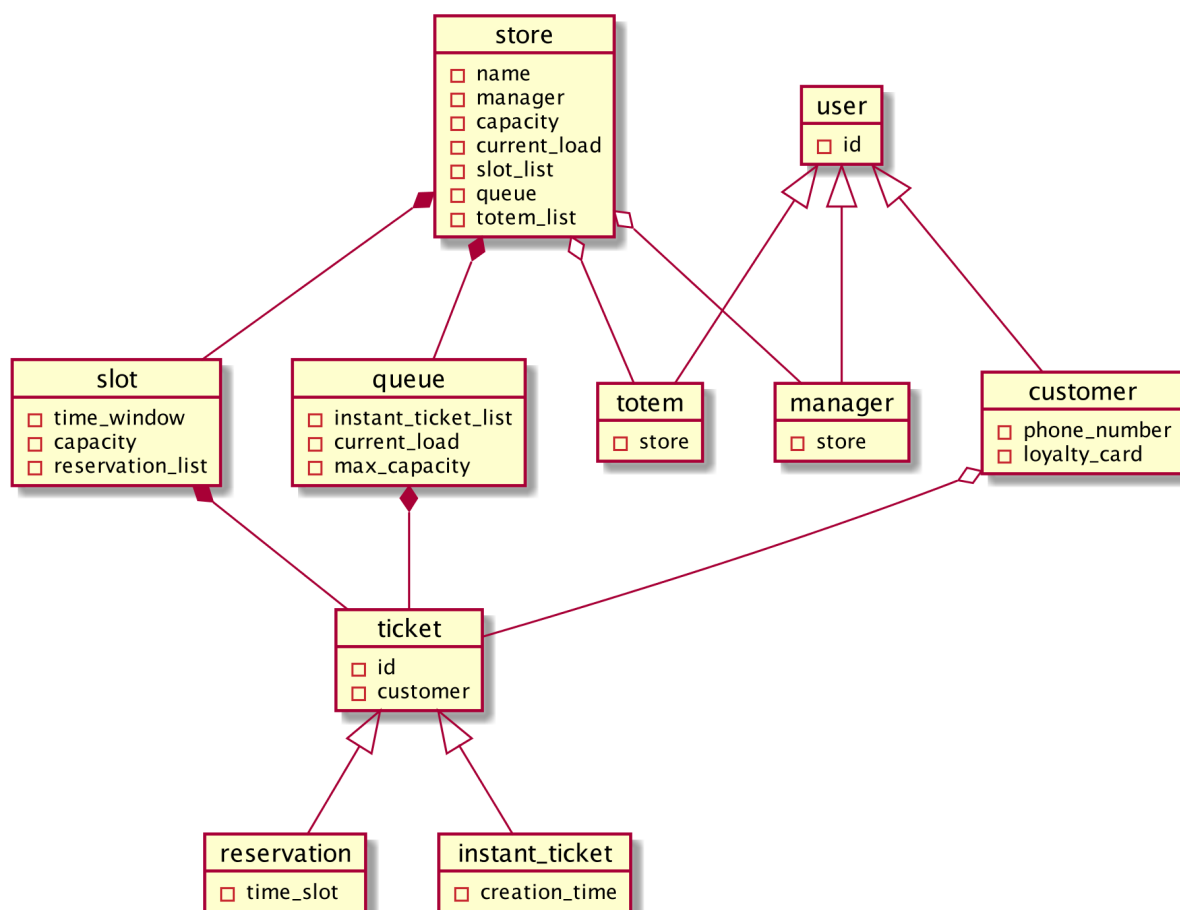 store
name
manager
capacity
current_load
slot_list
queue
totem_list
user
id
slot
time_window
capacity
reservation_list
queue
instant_ticket_list
current_load
max_capacity
totem
store
manager
store
customer
phone_number
loyalty_card
ticket
id
customer
reservation
time_slot
instant_ticket
creation_time